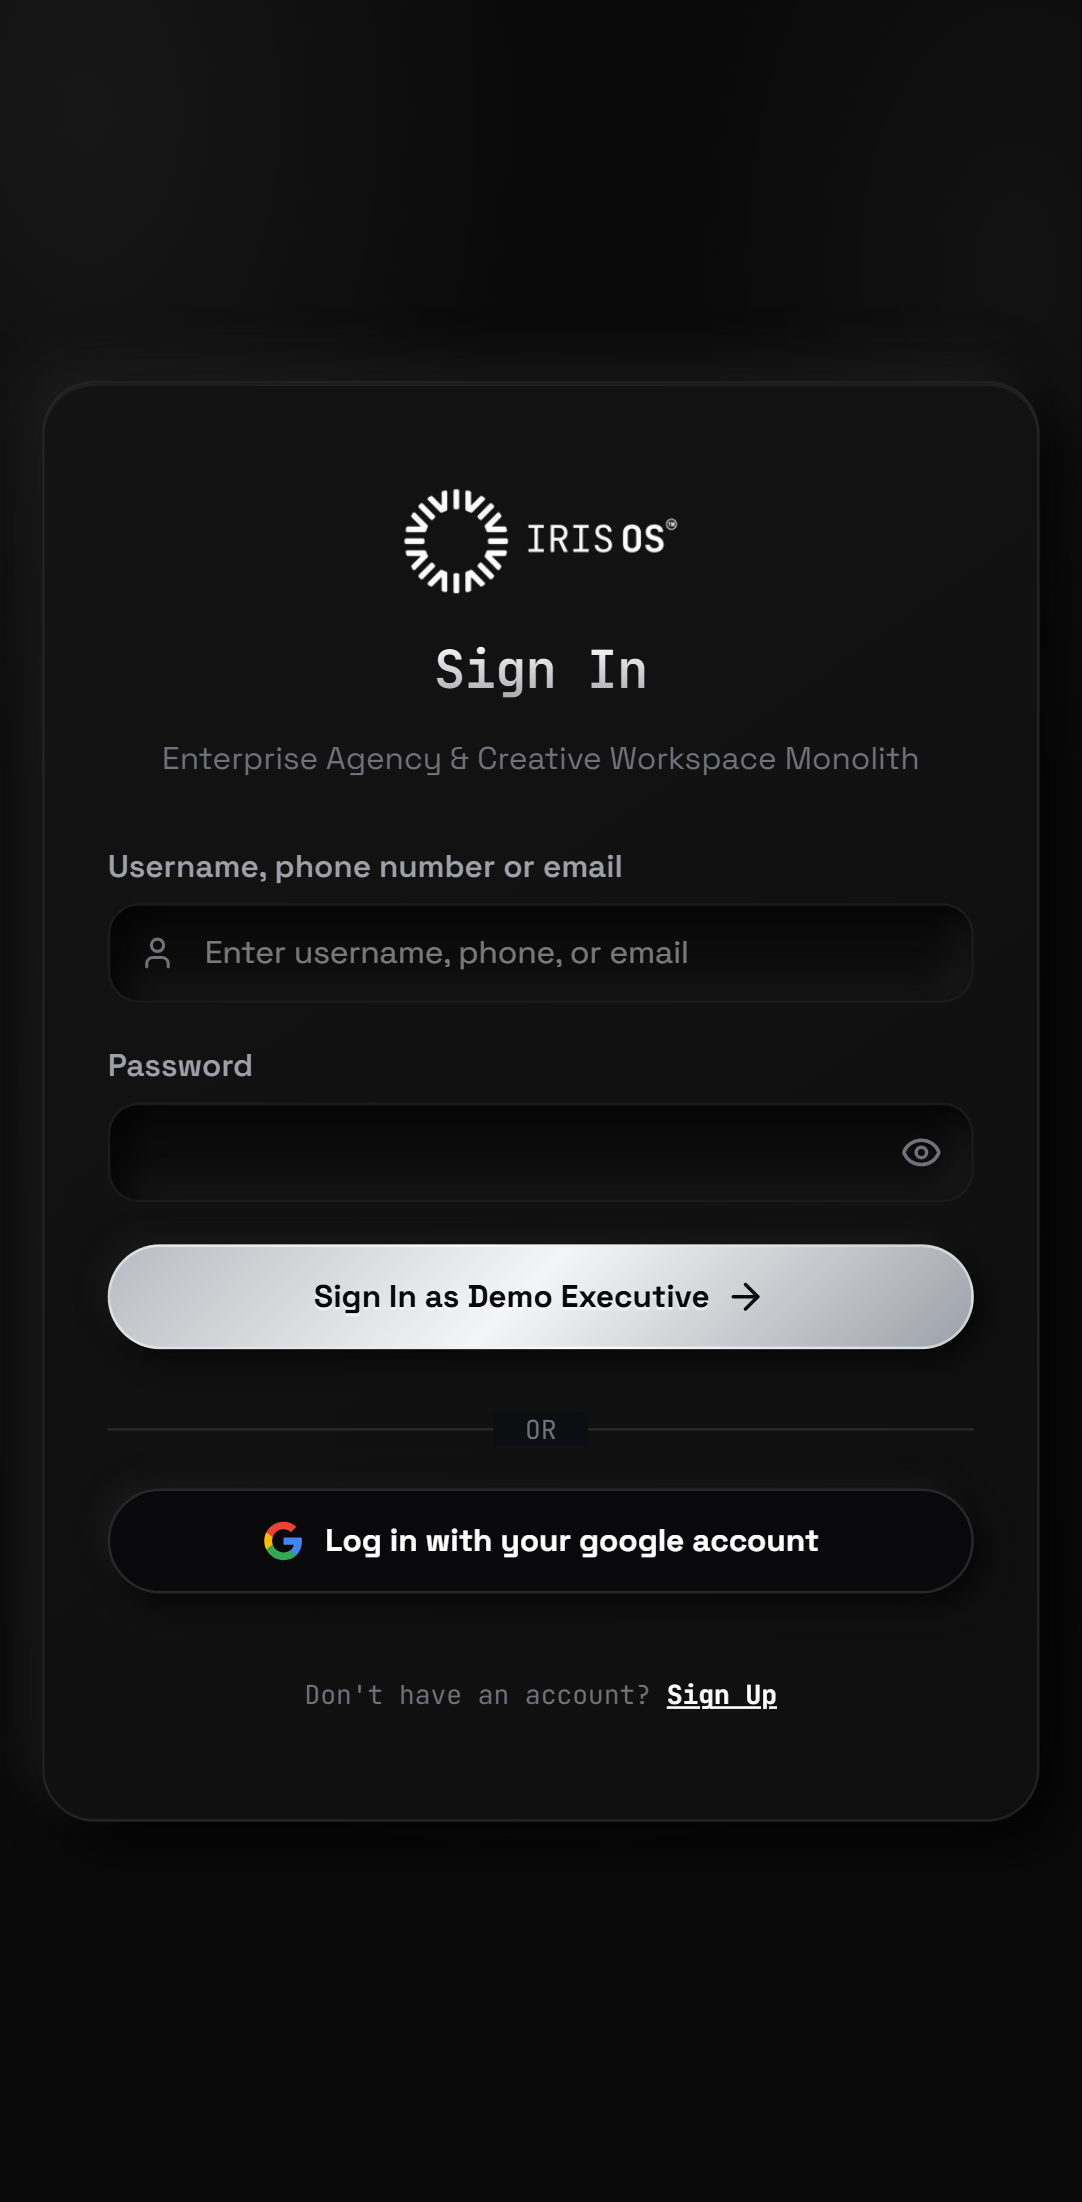 IRIS OS
Sign In
Enterprise Agency & Creative Workspace Monolith
Username, phone number or email
Enter username, phone, or email
Password
Sign In as Demo Executive
OR
Log in with your google account
Don't have an account? Sign Up